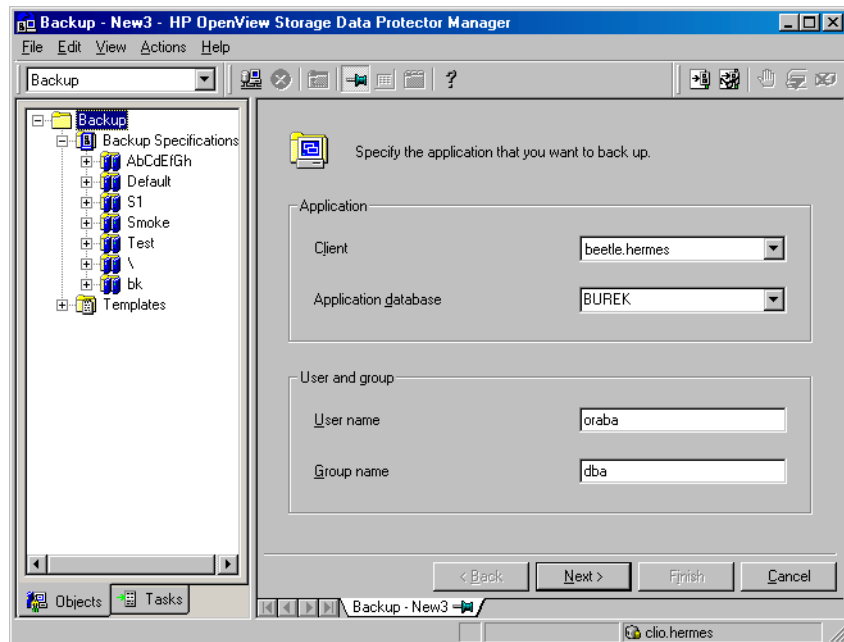 Backup - New3 - HP OpenView Storage Data Protector Manager
File Edit View Actions Help
Backup
Backup
Backup Specifications
AbCdEfGh
Default
S1
Smoke
Test
\
bk
Templates
Specify the application that you want to back up.
Application
Client beetle.hermes
Application database BUREK
User and group
User name oraba
Group name dba
< Back Next > Finish Cancel
Objects Tasks
Backup - New3
clio.hermes